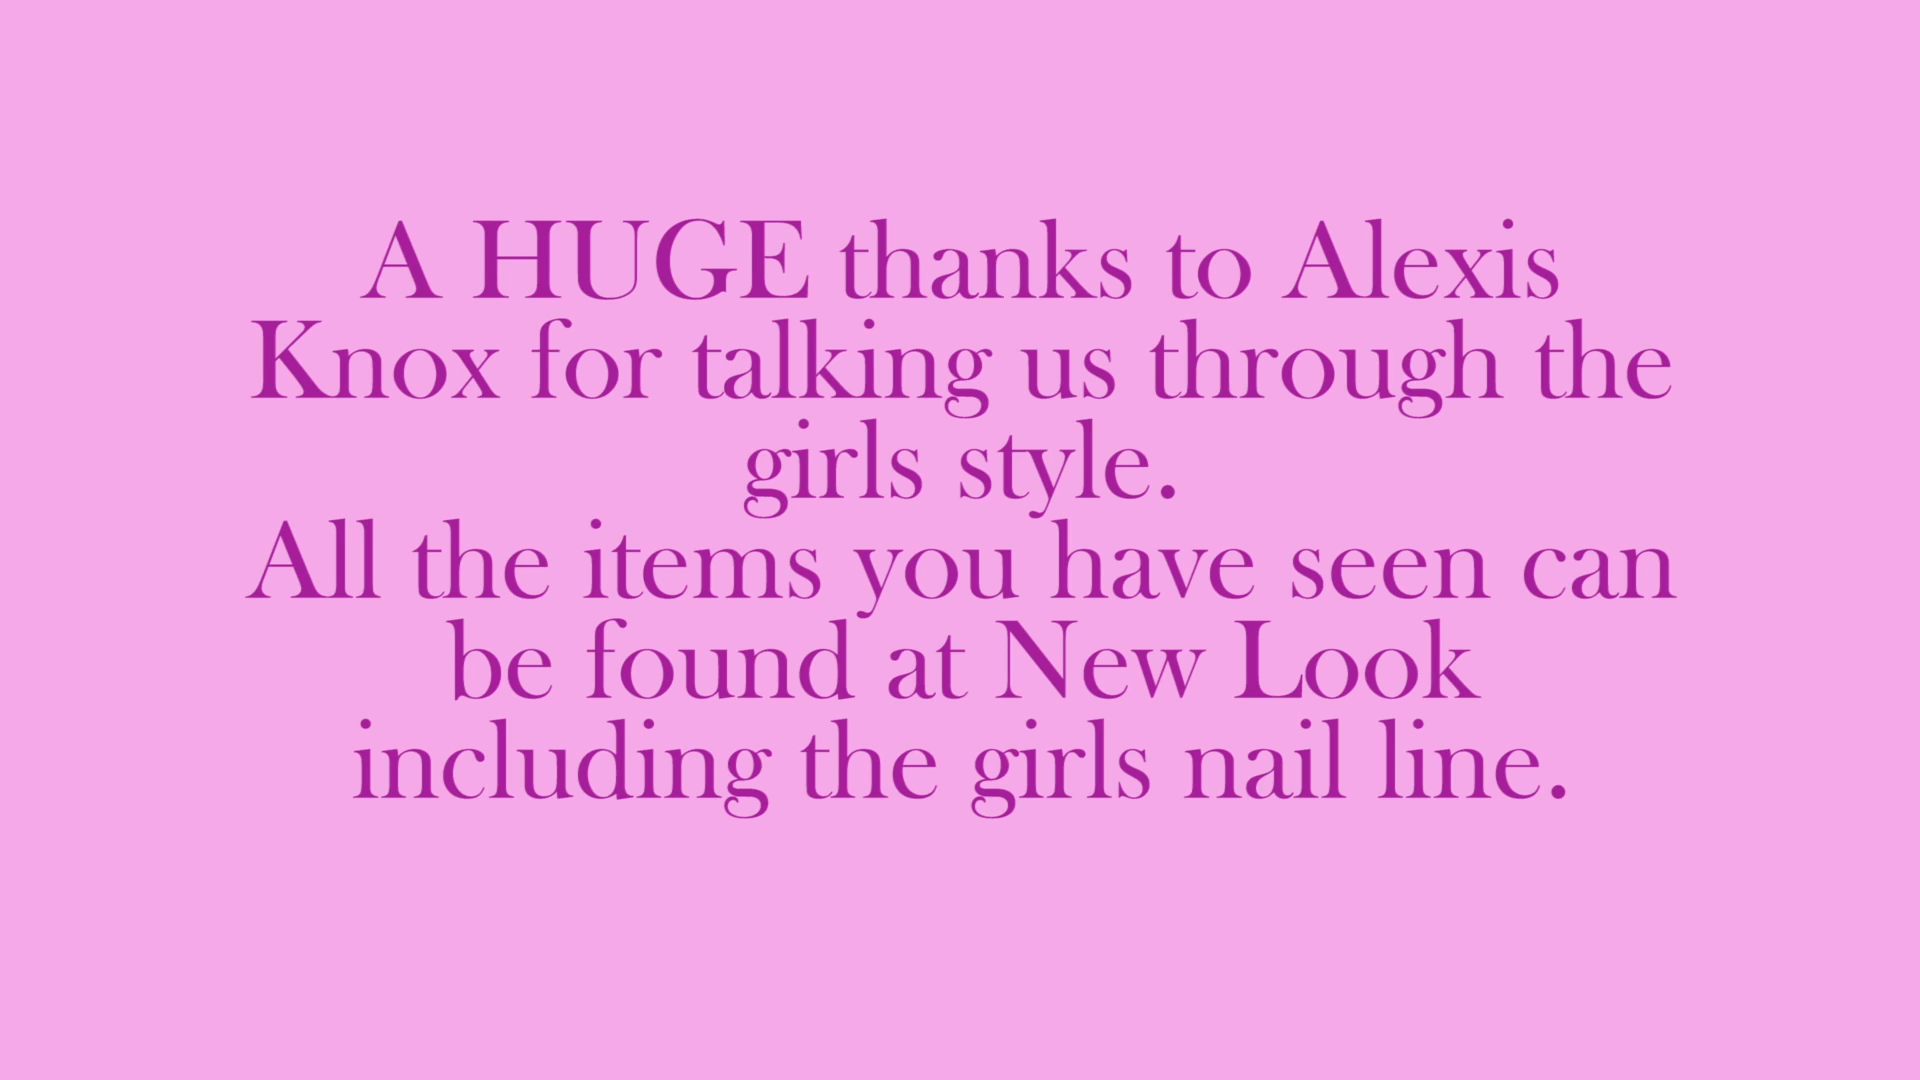 A HUGE thanks to Alexis
Knox for talking us through the
girls style.
All the items you have seen can
be found at New Look
including the girls nail line.